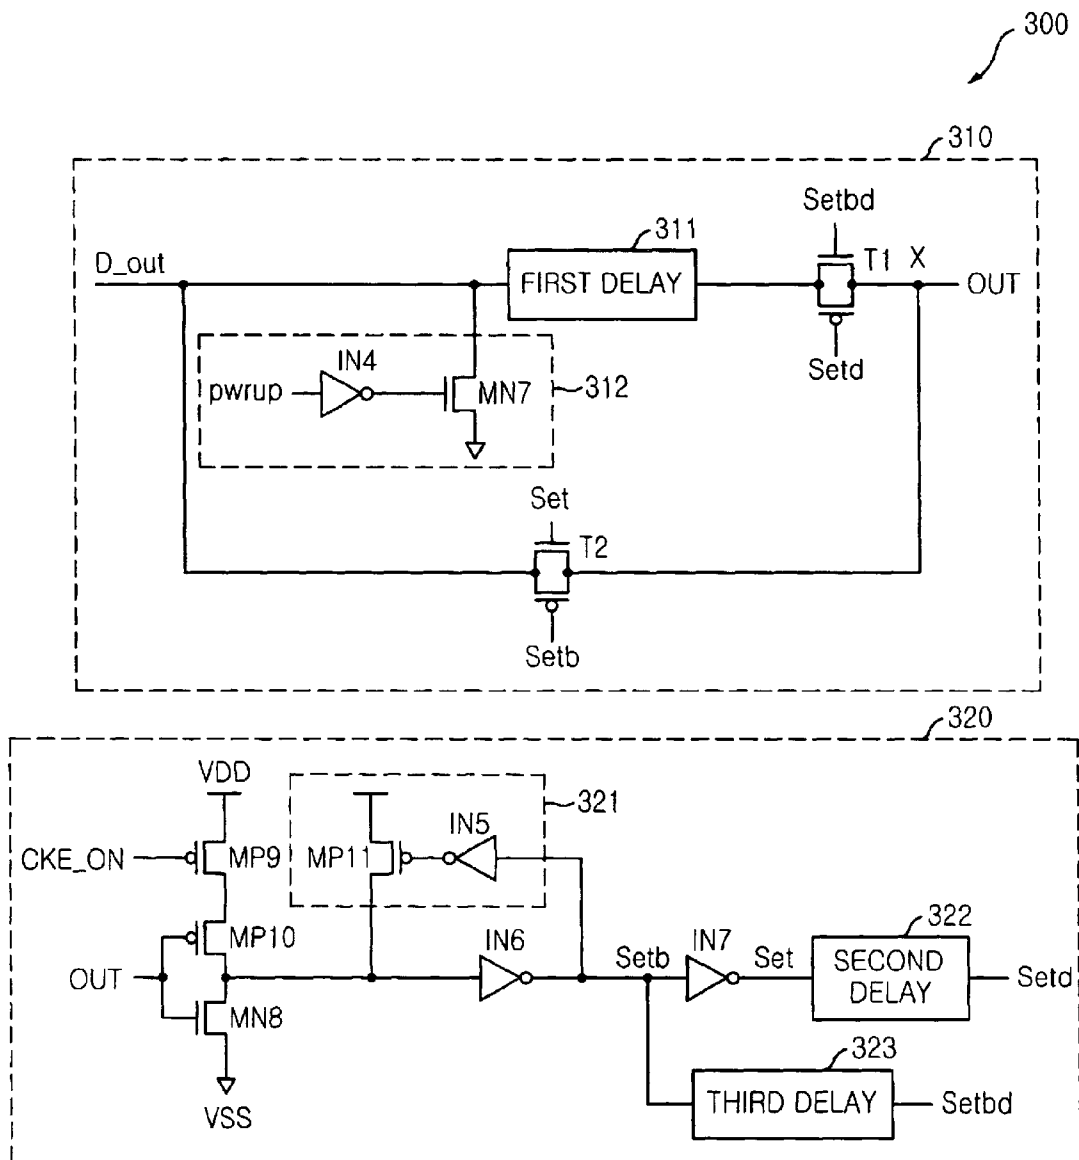 300
310
Setbd
311
D_out
FIRST DELAY
T1
X
OUT
Setd
IN4
pwrup
MN7
312
Set
T2
Setb
320
VDD
321
IN5
CKE_ON
MP9
MP11
MP10
IN6
322
OUT
Setb
IN7
Set
SECOND
DELAY
Setd
MN8
323
VSS
THIRD DELAY
Setbd